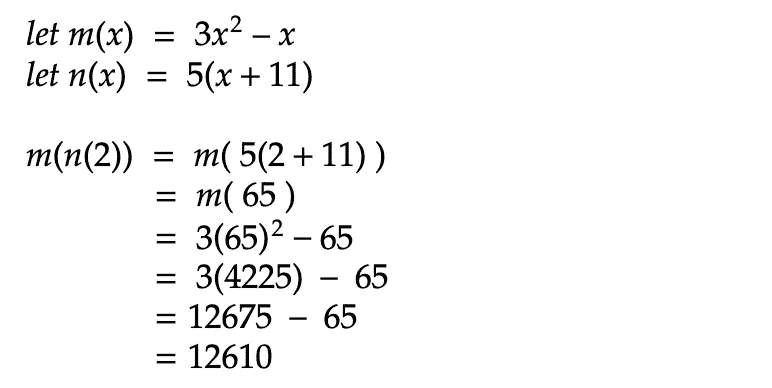 let m(x) = 3x² – x
let n(x) = 5(x + 11)
m(n(2)) = m( 5(2 + 11) )
= m( 65 )
= 3(65)² – 65
= 3(4225) – 65
= 12675 – 65
= 12610